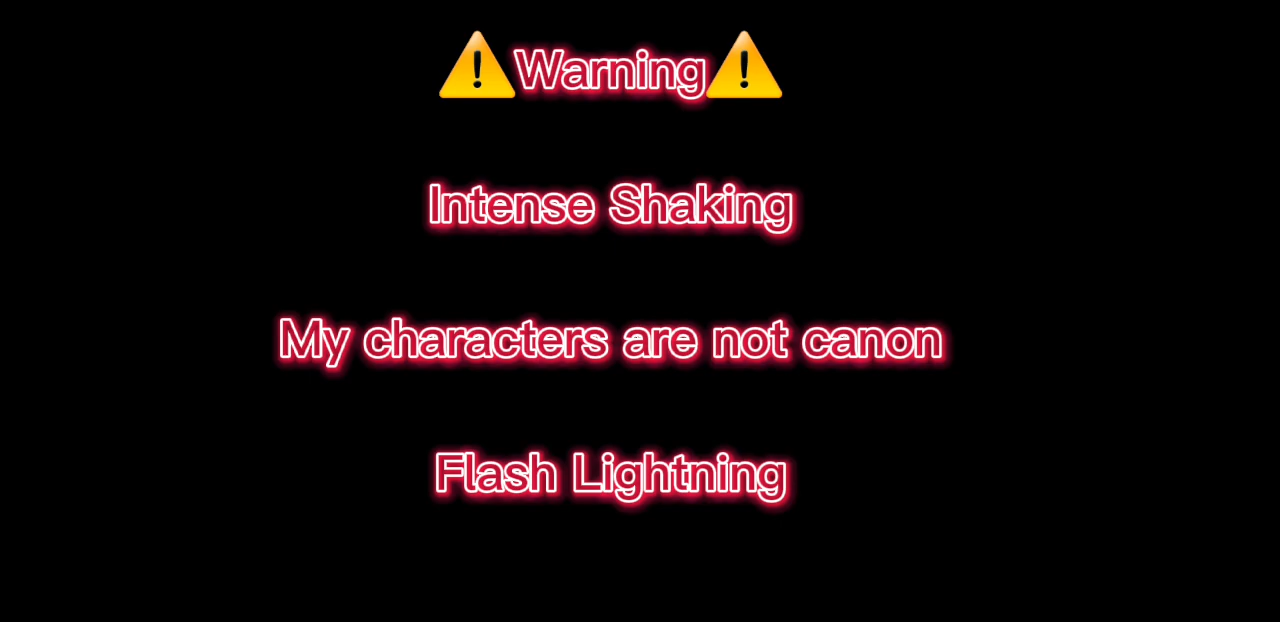 ⚠️Warning⚠️
Intense Shaking
My characters are not canon
Flash Lightning